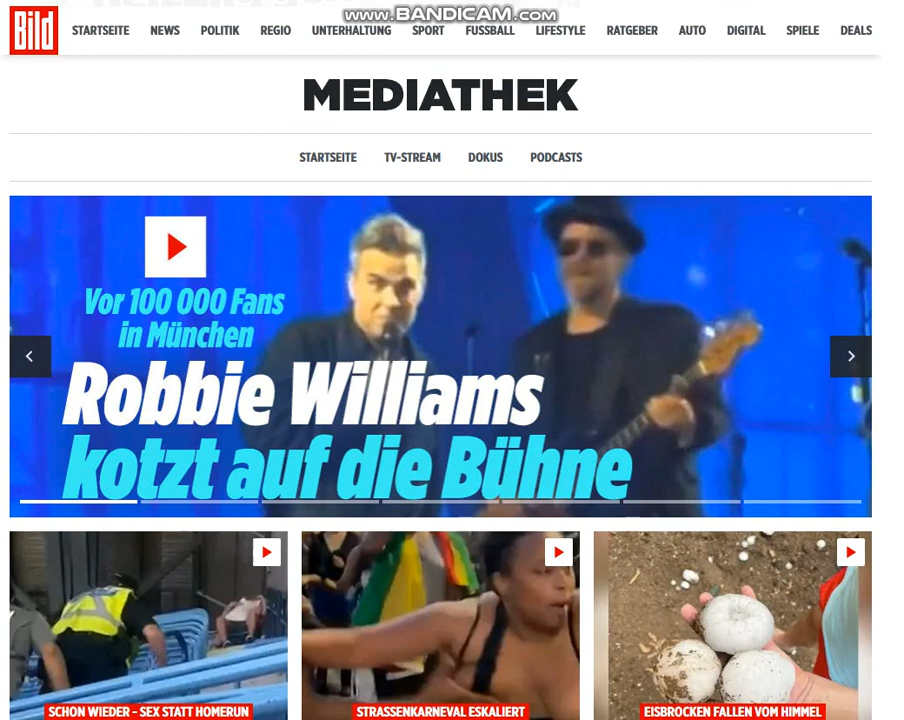 www.BANDICAM.com
Bild
STARTSEITE NEWS POLITIK REGIO UNTERHALTUNG SPORT FUSSBALL LIFESTYLE RATGEBER AUTO DIGITAL SPIELE DEALS
MEDIATHEK
STARTSEITE TV-STREAM DOKUS PODCASTS
Vor 100 000 Fans
in München
Robbie Williams
kotzt auf die Bühne
SCHON WIEDER – SEX STATT HOMERUN
STRASSENKARNEVAL ESKALIERT
EISBROCKEN FALLEN VOM HIMMEL